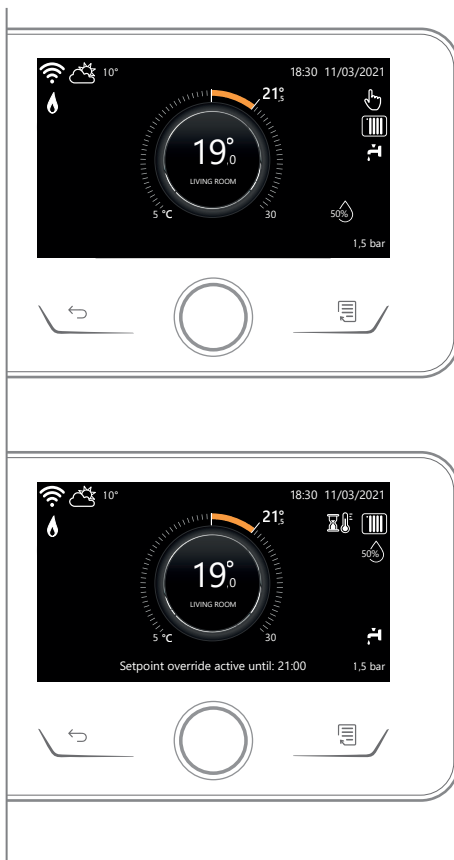 10° 18:30 11/03/2021
21°,5
19°,0
LIVING ROOM
5 °C 30
50%
1,5 bar
10° 18:30 11/03/2021
21°,5
50%
19°,0
LIVING ROOM
5 °C 30
Setpoint override active until: 21:00 1,5 bar